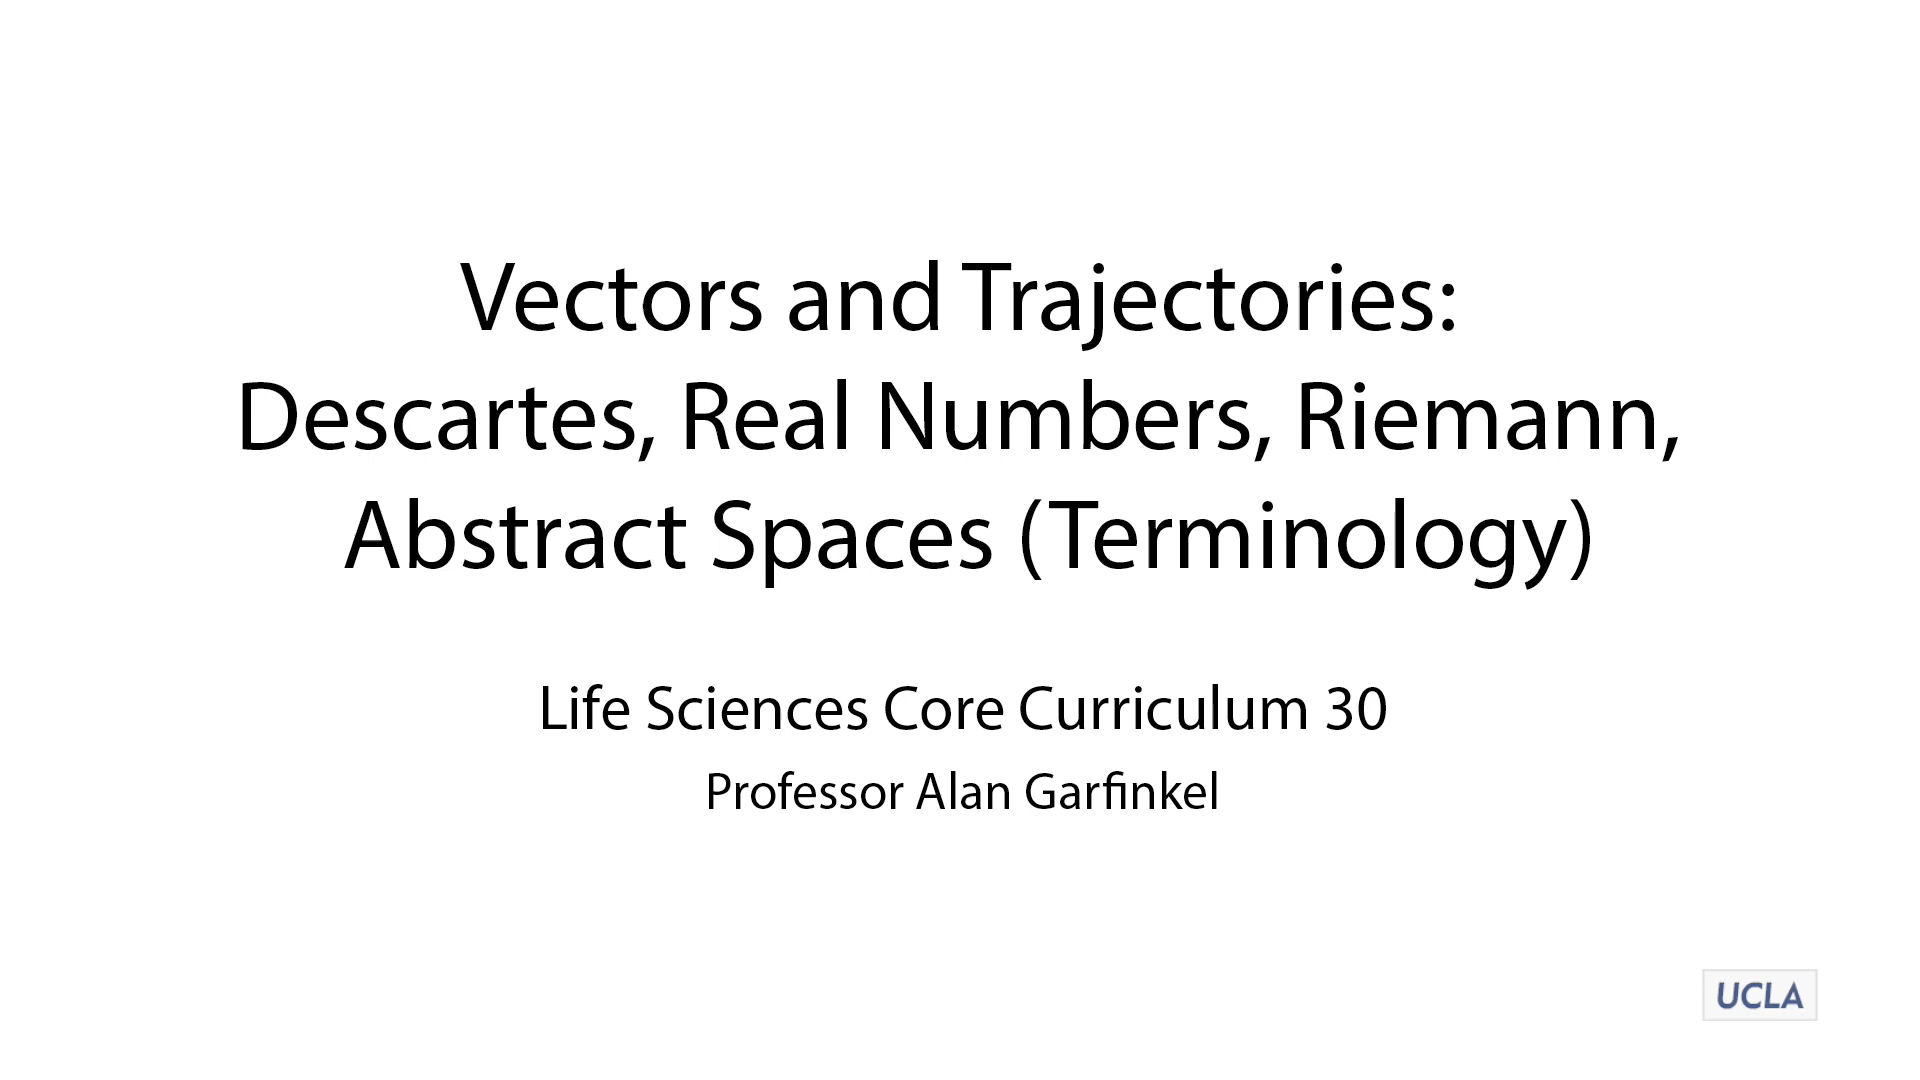 Vectors and Trajectories:
Descartes, Real Numbers, Riemann,
Abstract Spaces (Terminology)
Life Sciences Core Curriculum 30
Professor Alan Garfinkel
UCLA